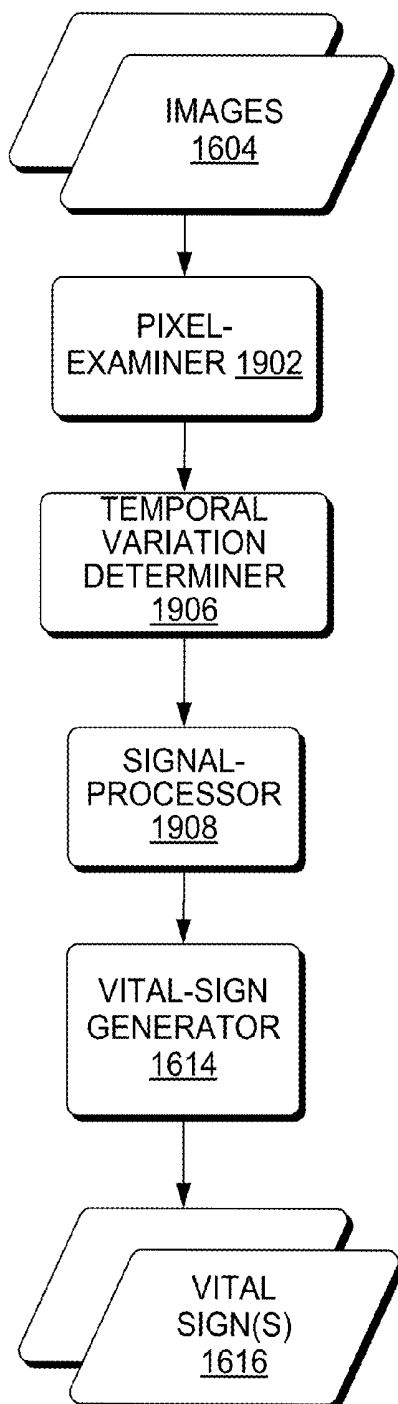 IMAGES
1604
PIXEL-
EXAMINER 1902
TEMPORAL
VARIATION
DETERMINER
1906
SIGNAL-
PROCESSOR
1908
VITAL-SIGN
GENERATOR
1614
VITAL
SIGN(S)
1616